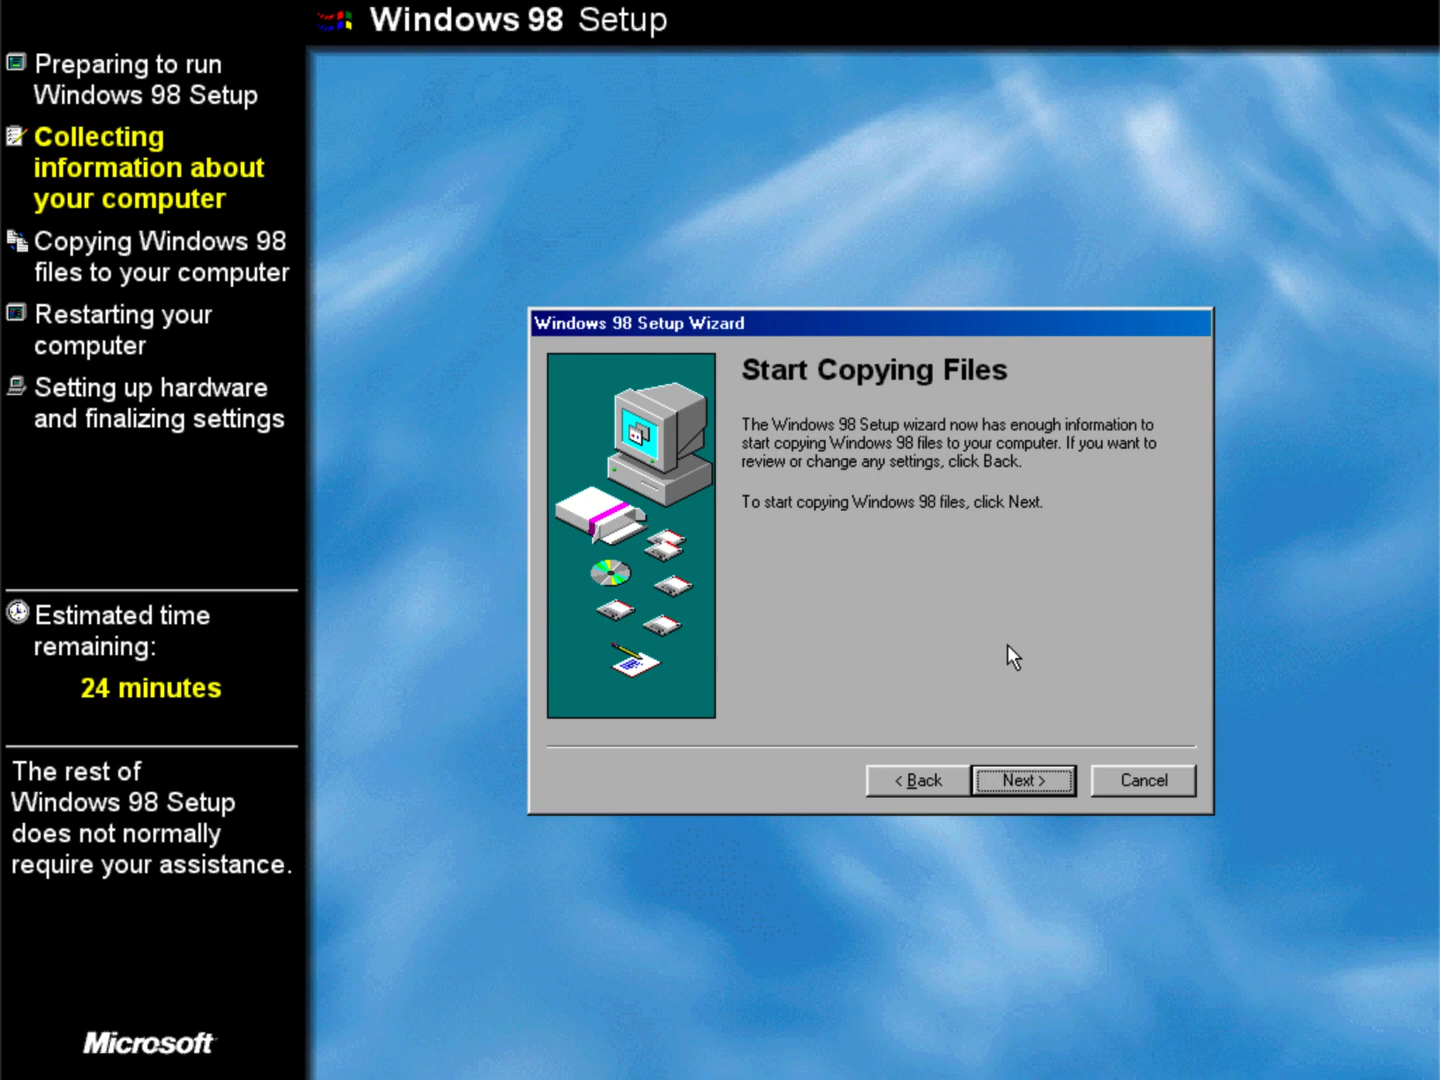 Windows 98 Setup
Preparing to run
Windows 98 Setup
Collecting
information about
your computer
Copying Windows 98
files to your computer
Restarting your
computer
Setting up hardware
and finalizing settings
Estimated time
remaining:
24 minutes
The rest of
Windows 98 Setup
does not normally
require your assistance.
Microsoft
Windows 98 Setup Wizard
Start Copying Files
The Windows 98 Setup wizard now has enough information to
start copying Windows 98 files to your computer. If you want to
review or change any settings, click Back.
To start copying Windows 98 files, click Next.
< Back
Next >
Cancel